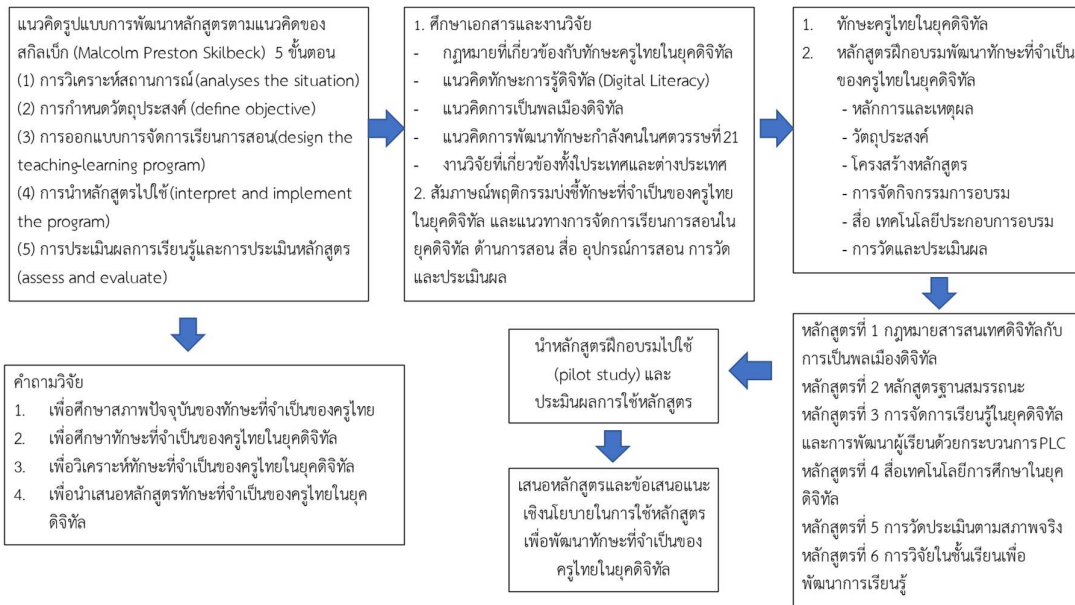 แนวคิดรูปแบบการพัฒนาหลักสูตรตามแนวคิดของ
สกิลเบ็ก (Malcolm Preston Skilbeck) 5 ขั้นตอน
(1) การวิเคราะห์สถานการณ์ (analyses the situation)
(2) การกำหนดวัตถุประสงค์ (define objective)
(3) การออกแบบการจัดการเรียนการสอน(design the
teaching-learning program)
(4) การนำหลักสูตรไปใช้ (interpret and implement
the program)
(5) การประเมินผลการเรียนรู้และการประเมินหลักสูตร
(assess and evaluate)
1. ศึกษาเอกสารและงานวิจัย
- กฎหมายที่เกี่ยวข้องกับทักษะครูไทยในยุคดิจิทัล
- แนวคิดทักษะการรู้ดิจิทัล (Digital Literacy)
- แนวคิดการเป็นพลเมืองดิจิทัล
- แนวคิดการพัฒนาทักษะกำลังคนในศตวรรษที่ 21
- งานวิจัยที่เกี่ยวข้องทั้งใประเทศและต่างประเทศ
2. สัมภาษณ์พฤติกรรมบ่งชี้ทักษะที่จำเป็นของครูไทย
ในยุคดิจิทัล และแนวทางการจัดการเรียนการสอนใน
ยุคดิจิทัล ด้านการสอน สื่อ อุปกรณ์การสอน การวัด
และประเมินผล
1. ทักษะครูไทยในยุคดิจิทัล
2. หลักสูตรฝึกอบรมพัฒนาทักษะที่จำเป็น
ของครูไทยในยุคดิจิทัล
- หลักการและเหตุผล
- วัตถุประสงค์
- โครงสร้างหลักสูตร
- การจัดกิจกรรมการอบรม
- สื่อ เทคโนโลยีประกอบการอบรม
- การวัดและประเมินผล
หลักสูตรที่ 1 กฎหมายสารสนเทศดิจิทัลกับ
การเป็นพลเมืองดิจิทัล
หลักสูตรที่ 2 หลักสูตรฐานสมรรถนะ
หลักสูตรที่ 3 การจัดการเรียนรู้ในยุคดิจิทัล
และการพัฒนาผู้เรียนด้วยกระบวนการPLC
หลักสูตรที่ 4 สื่อเทคโนโลยีการศึกษาในยุค
ดิจิทัล
หลักสูตรที่ 5 การวัดประเมินตามสภาพจริง
หลักสูตรที่ 6 การวิจัยในชั้นเรียนเพื่อ
พัฒนาการเรียนรู้
นำหลักสูตรฝึกอบรมไปใช้
(pilot study) และ
ประเมินผลการใช้หลักสูตร
เสนอหลักสูตรและข้อเสนอแนะ
เชิงนโยบายในการใช้หลักสูตร
เพื่อพัฒนาทักษะที่จำเป็นของ
ครูไทยในยุคดิจิทัล
คำถามวิจัย
1. เพื่อศึกษาสภาพปัจจุบันของทักษะที่จำเป็นของครูไทย
2. เพื่อศึกษาทักษะที่จำเป็นของครูไทยในยุคดิจิทัล
3. เพื่อวิเคราะห์ทักษะที่จำเป็นของครูไทยในยุคดิจิทัล
4. เพื่อนำเสนอหลักสูตรทักษะที่จำเป็นของครูไทยในยุค
ดิจิทัล